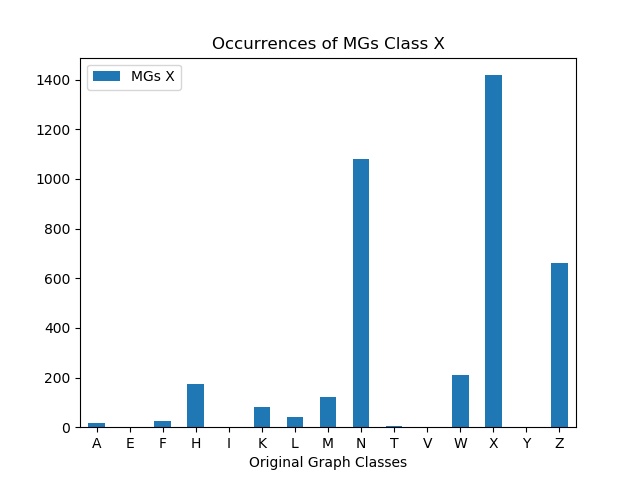 Occurrences of MGs Class X
MGs X
1400
1200
1000
800
600
400
200
0
A E F H I K L M N T V W X Y Z
Original Graph Classes